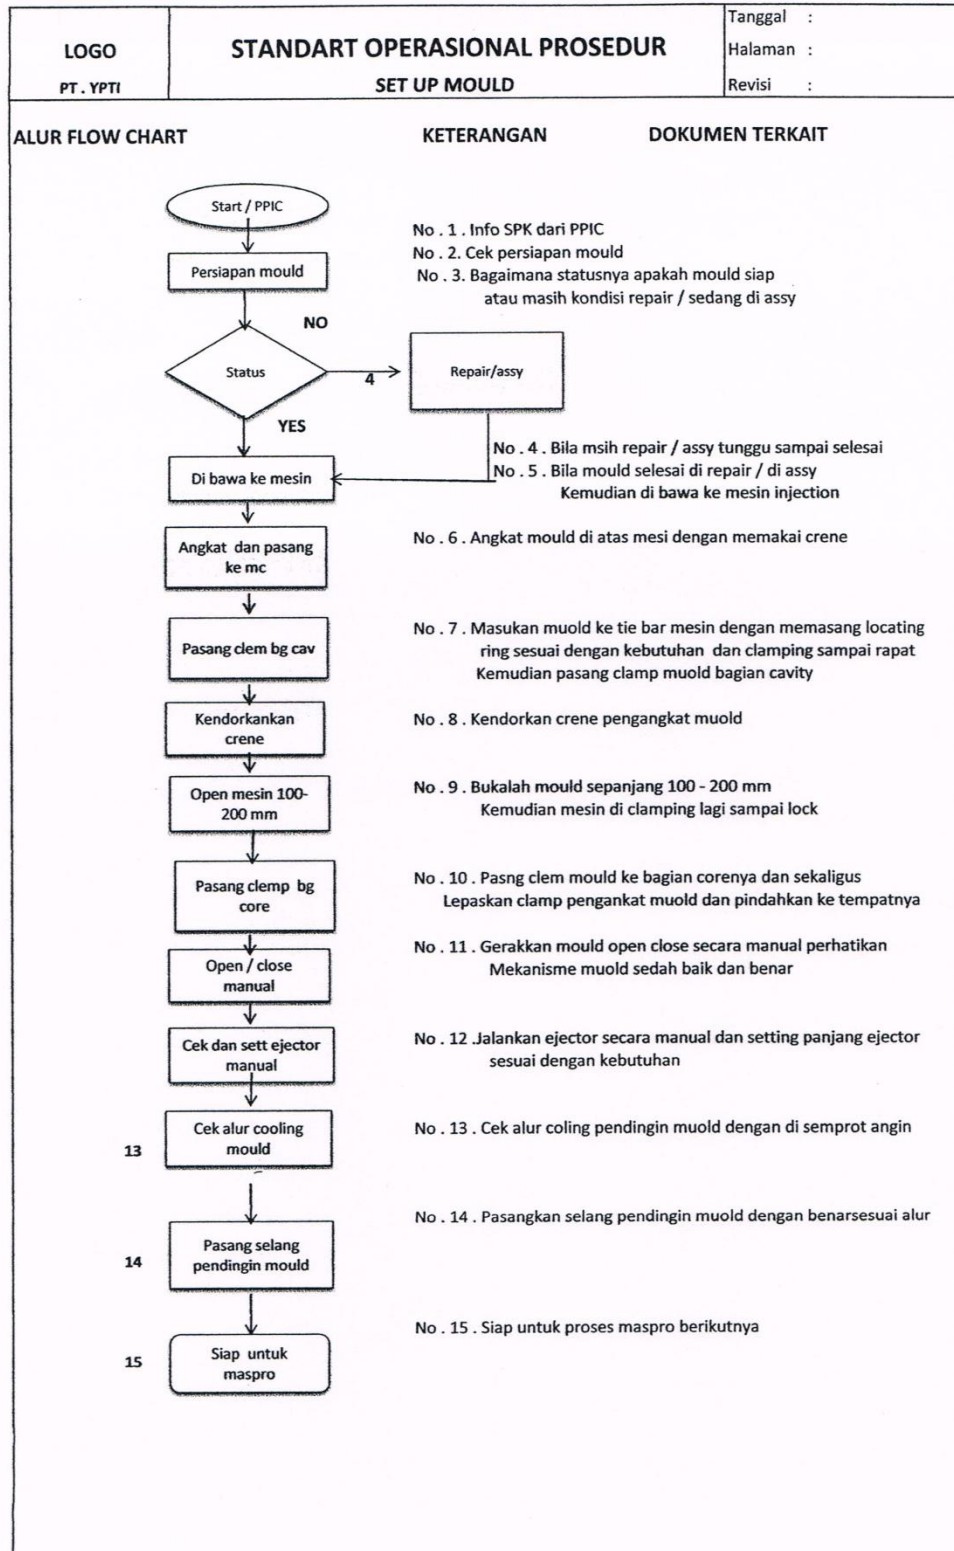 LOGO
PT . YPTI
STANDART OPERASIONAL PROSEDUR
SET UP MOULD
Tanggal :
Halaman :
Revisi :
ALUR FLOW CHART
KETERANGAN
DOKUMEN TERKAIT
Start / PPIC
No . 1 . Info SPK dari PPIC
No . 2. Cek persiapan mould
Persiapan mould
No . 3. Bagaimana statusnya apakah mould siap
atau masih kondisi repair / sedang di assy
NO
Status
4
Repair/assy
YES
No . 4 . Bila msih repair / assy tunggu sampai selesai
No . 5 . Bila mould selesai di repair / di assy
Kemudian di bawa ke mesin injection
Di bawa ke mesin
Angkat dan pasang
ke mc
No . 6 . Angkat mould di atas mesi dengan memakai crene
Pasang clem bg cav
No . 7 . Masukan muold ke tie bar mesin dengan memasang locating
ring sesuai dengan kebutuhan dan clamping sampai rapat
Kemudian pasang clamp muold bagian cavity
Kendorkankan
crene
No . 8 . Kendorkan crene pengangkat muold
Open mesin 100-
200 mm
No . 9 . Bukalah mould sepanjang 100 - 200 mm
Kemudian mesin di clamping lagi sampai lock
Pasang clemp bg
core
No . 10 . Pasng clem mould ke bagian corenya dan sekaligus
Lepaskan clamp pengankat muold dan pindahkan ke tempatnya
Open / close
manual
No . 11 . Gerakkan mould open close secara manual perhatikan
Mekanisme muold sedah baik dan benar
Cek dan sett ejector
manual
No . 12 .Jalankan ejector secara manual dan setting panjang ejector
sesuai dengan kebutuhan
13
Cek alur cooling
mould
No . 13 . Cek alur coling pendingin muold dengan di semprot angin
14
Pasang selang
pendingin mould
No . 14 . Pasangkan selang pendingin muold dengan benarsesuai alur
15
Siap untuk
maspro
No . 15 . Siap untuk proses maspro berikutnya